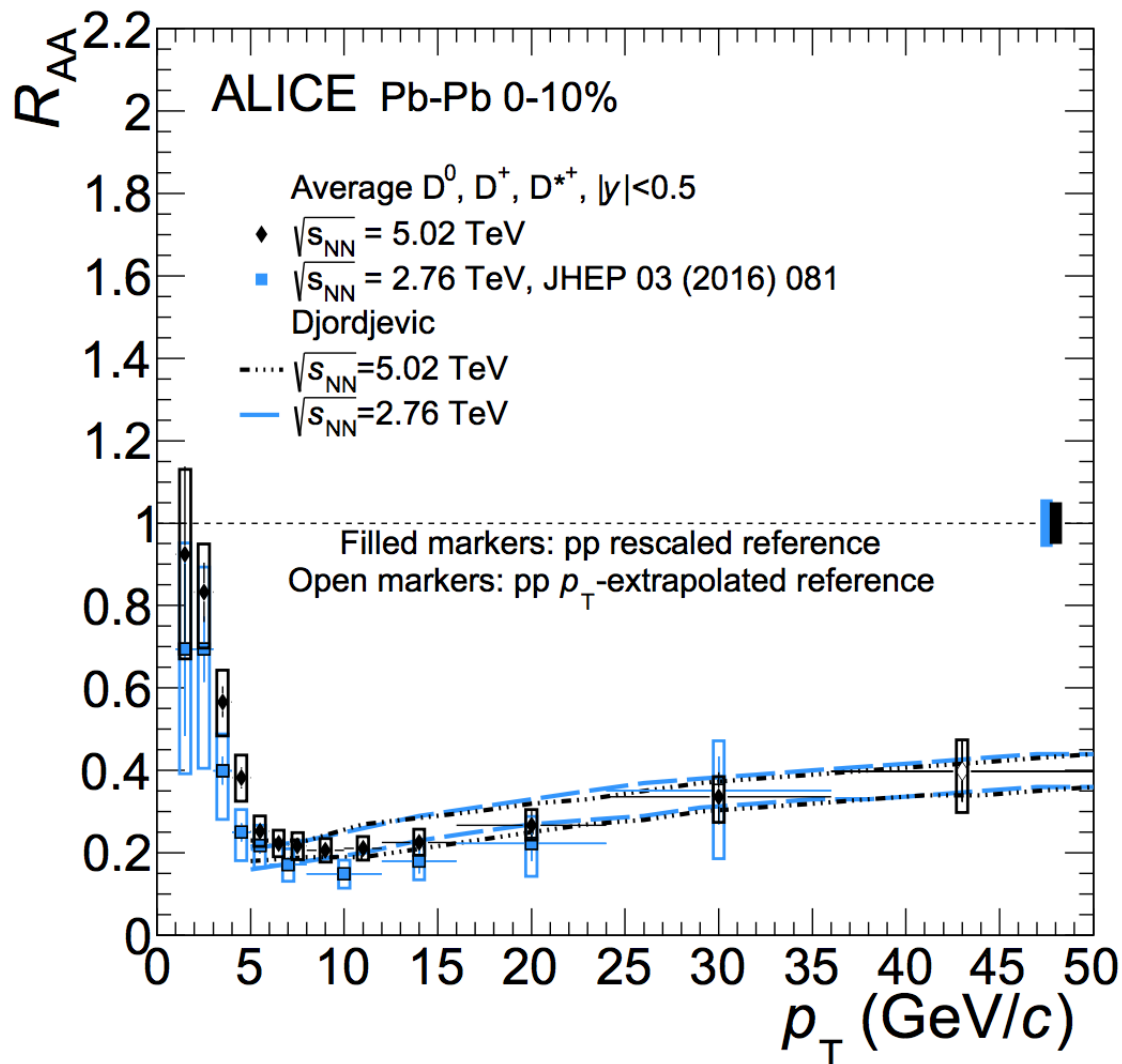 R_AA
2.2
2
1.8
1.6
1.4
1.2
1
0.8
0.6
0.4
0.2
0
ALICE Pb-Pb 0-10%
Average D⁰, D⁺, D*⁺, |y|<0.5
√s_NN = 5.02 TeV
√s_NN = 2.76 TeV, JHEP 03 (2016) 081
Djordjevic
√s_NN=5.02 TeV
√s_NN=2.76 TeV
Filled markers: pp rescaled reference
Open markers: pp p_T-extrapolated reference
0 5 10 15 20 25 30 35 40 45 50
p_T (GeV/c)